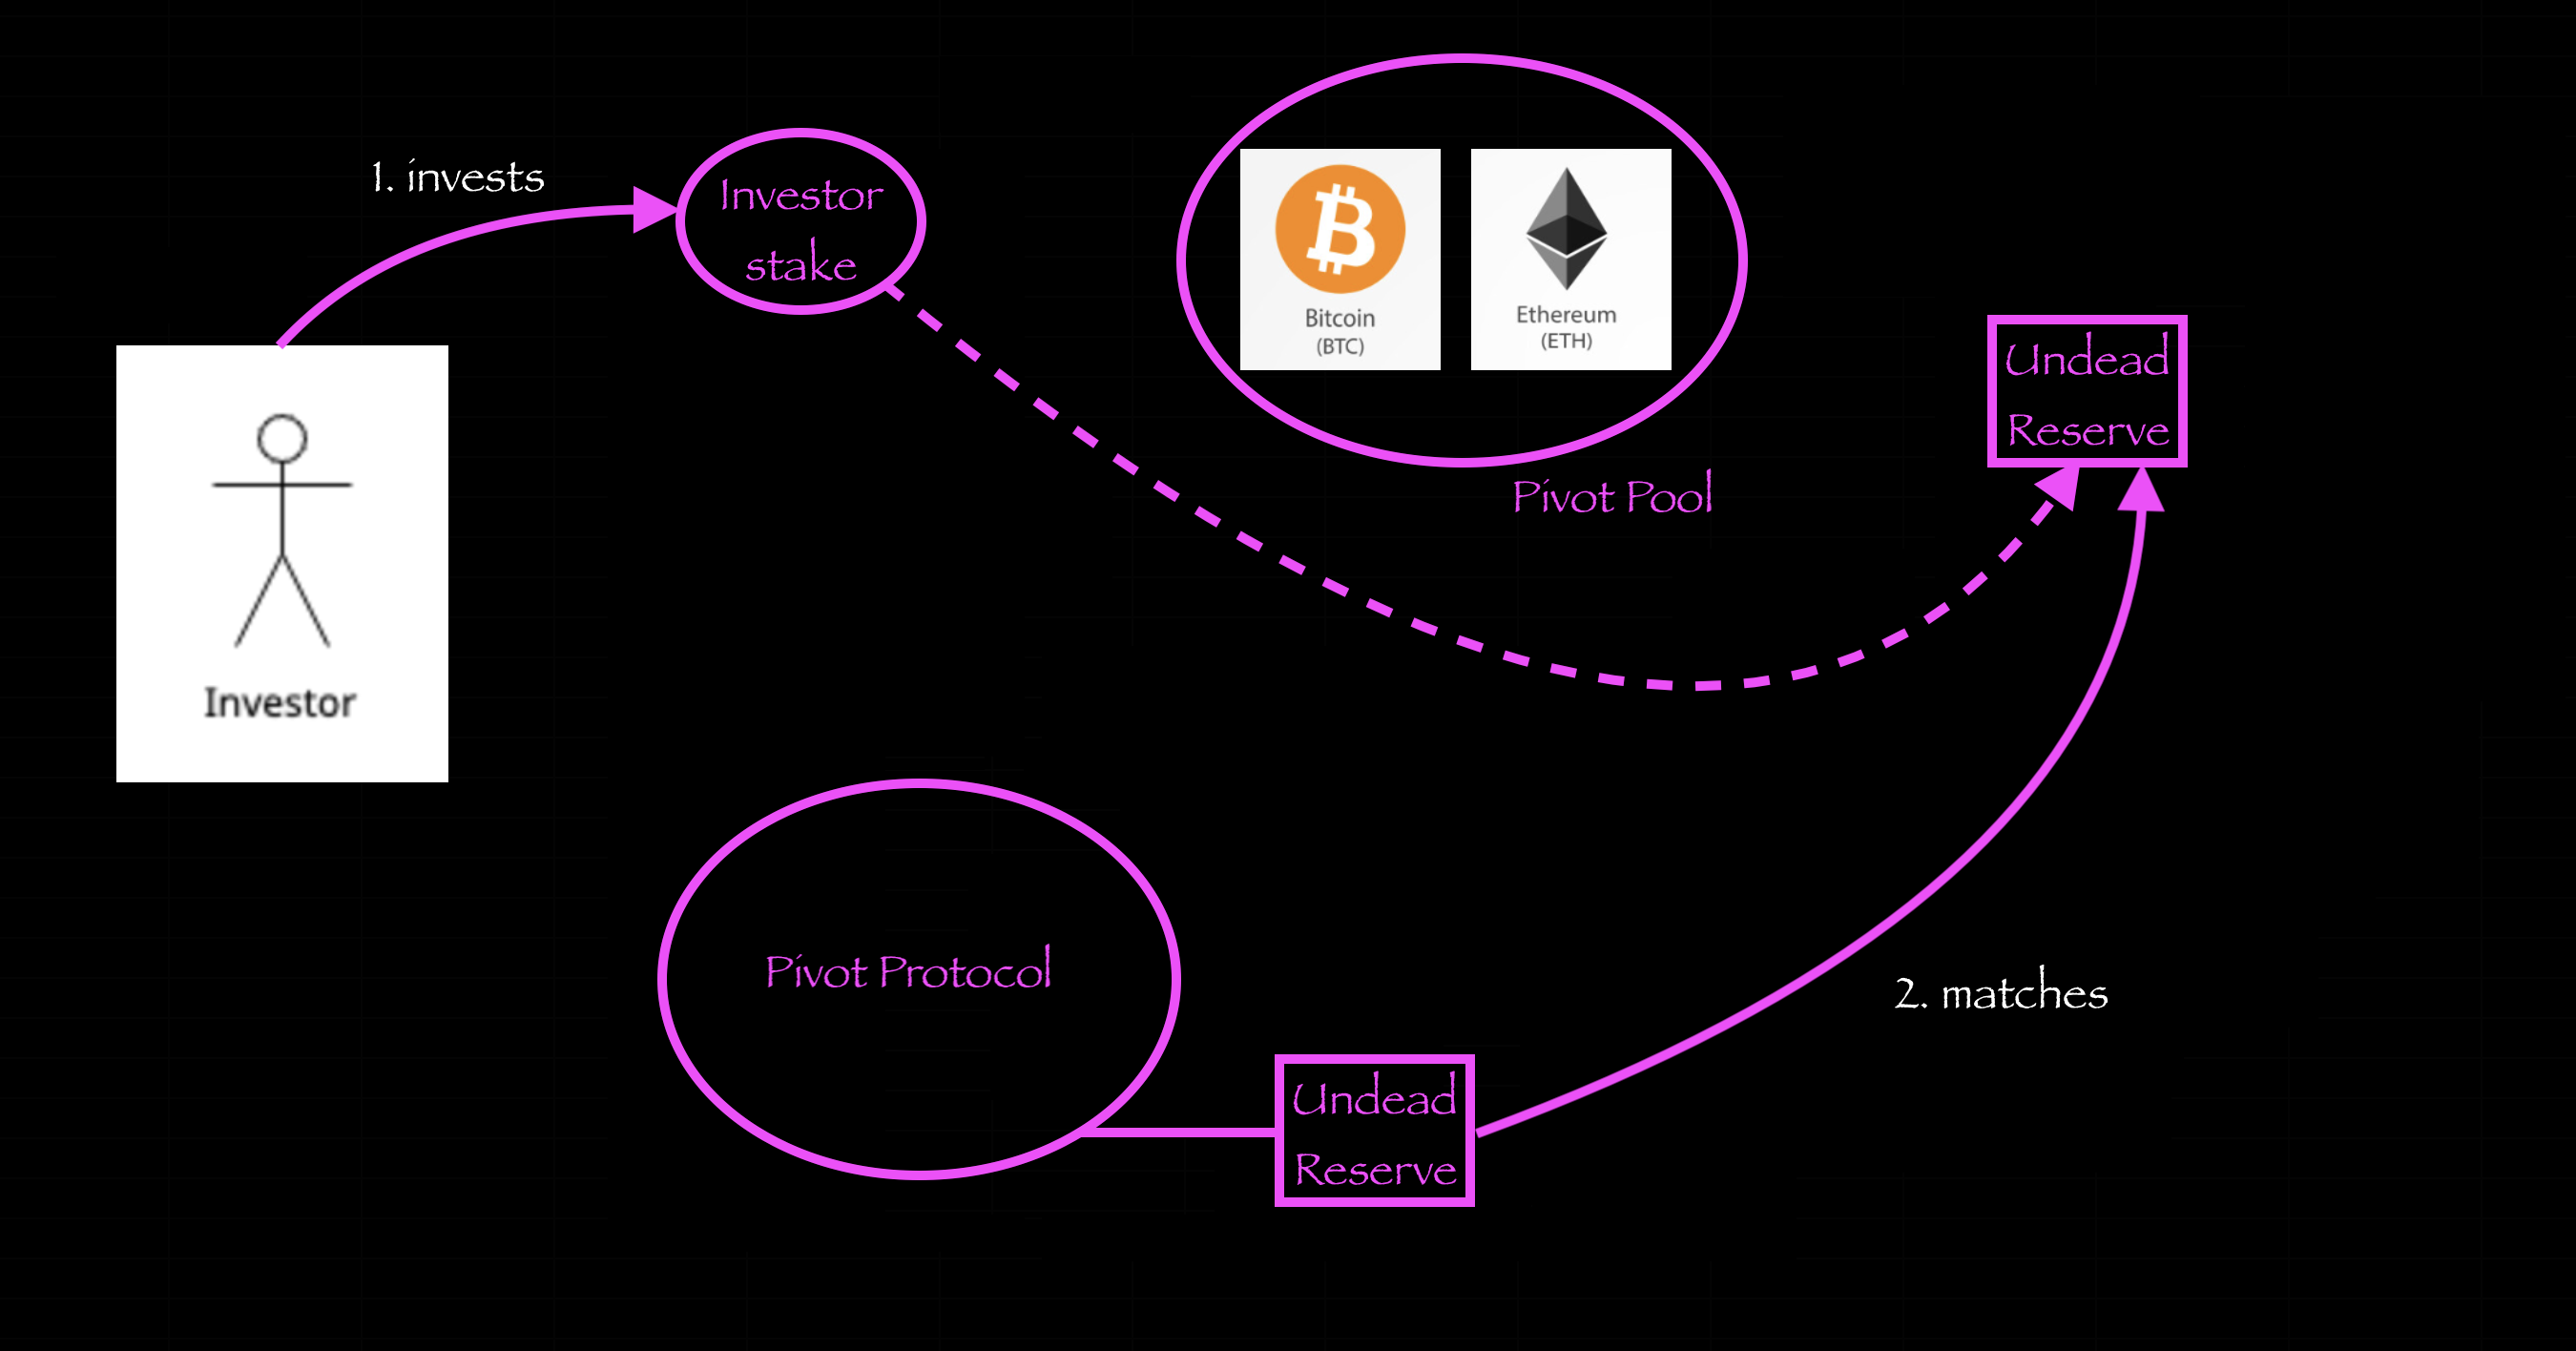 1. invests
Investor
stake
Bitcoin
(BTC)
Ethereum
(ETH)
Undead
Reserve
Pivot Pool
Investor
Pivot Protocol
2. matches
Undead
Reserve